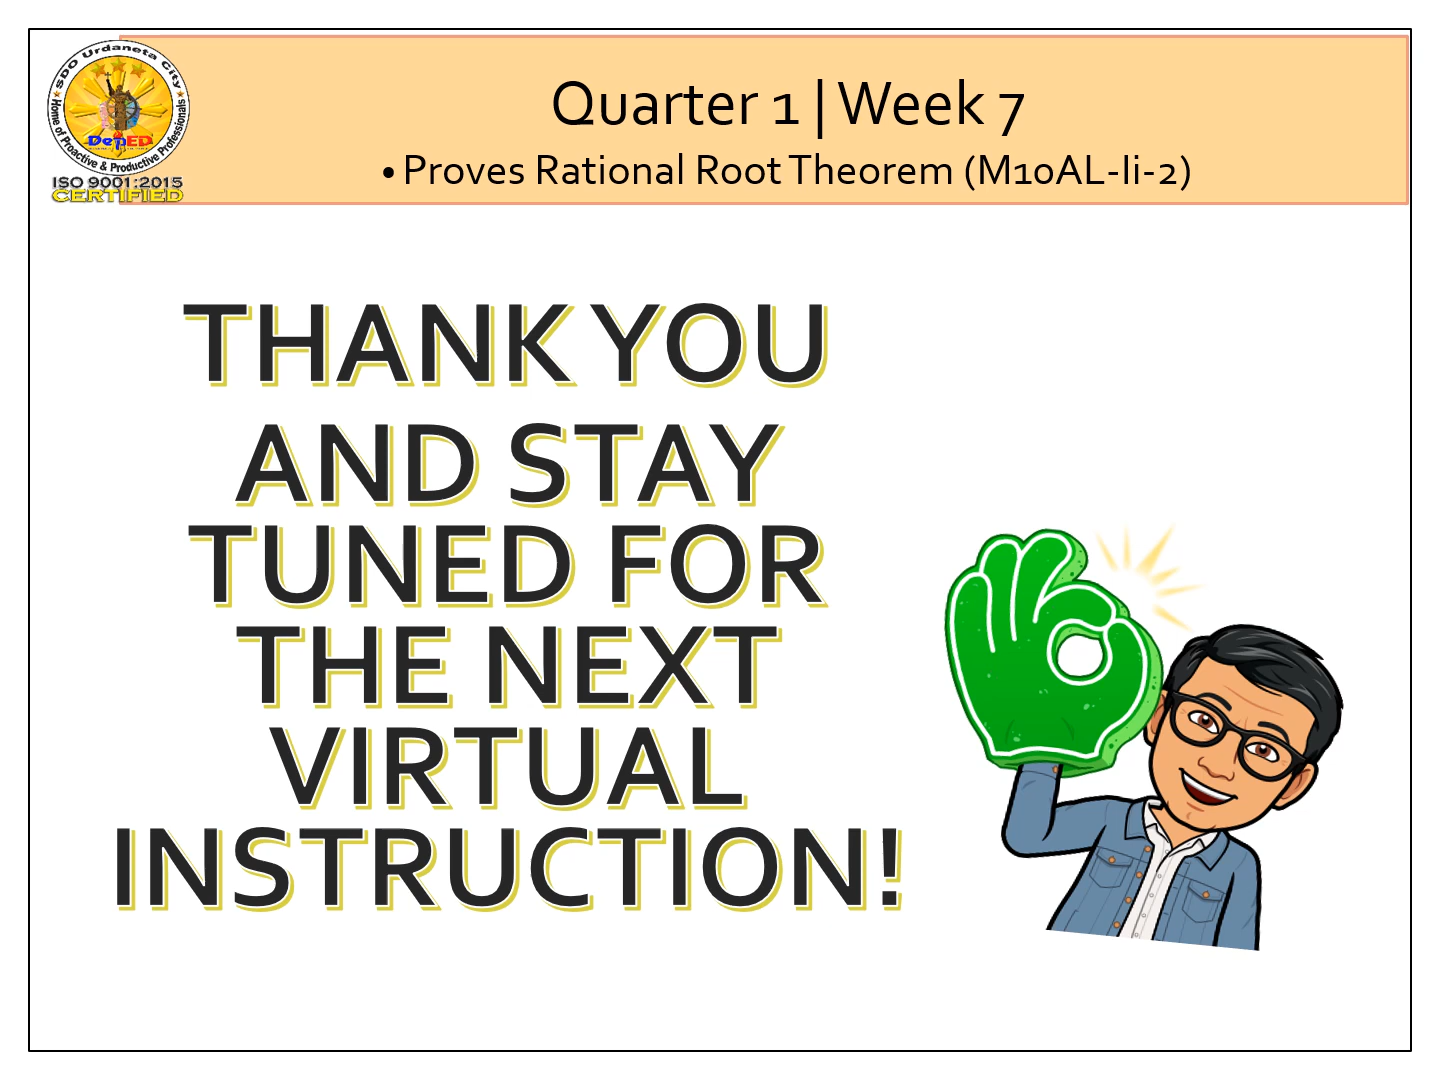 SDO Urdaneta City
Home of Proactive & Productive Professionals
DepED
ISO 9001:2015
CERTIFIED
Quarter 1 | Week 7
• Proves Rational Root Theorem (M10AL-Ii-2)
THANK YOU
AND STAY
TUNED FOR
THE NEXT
VIRTUAL
INSTRUCTION!